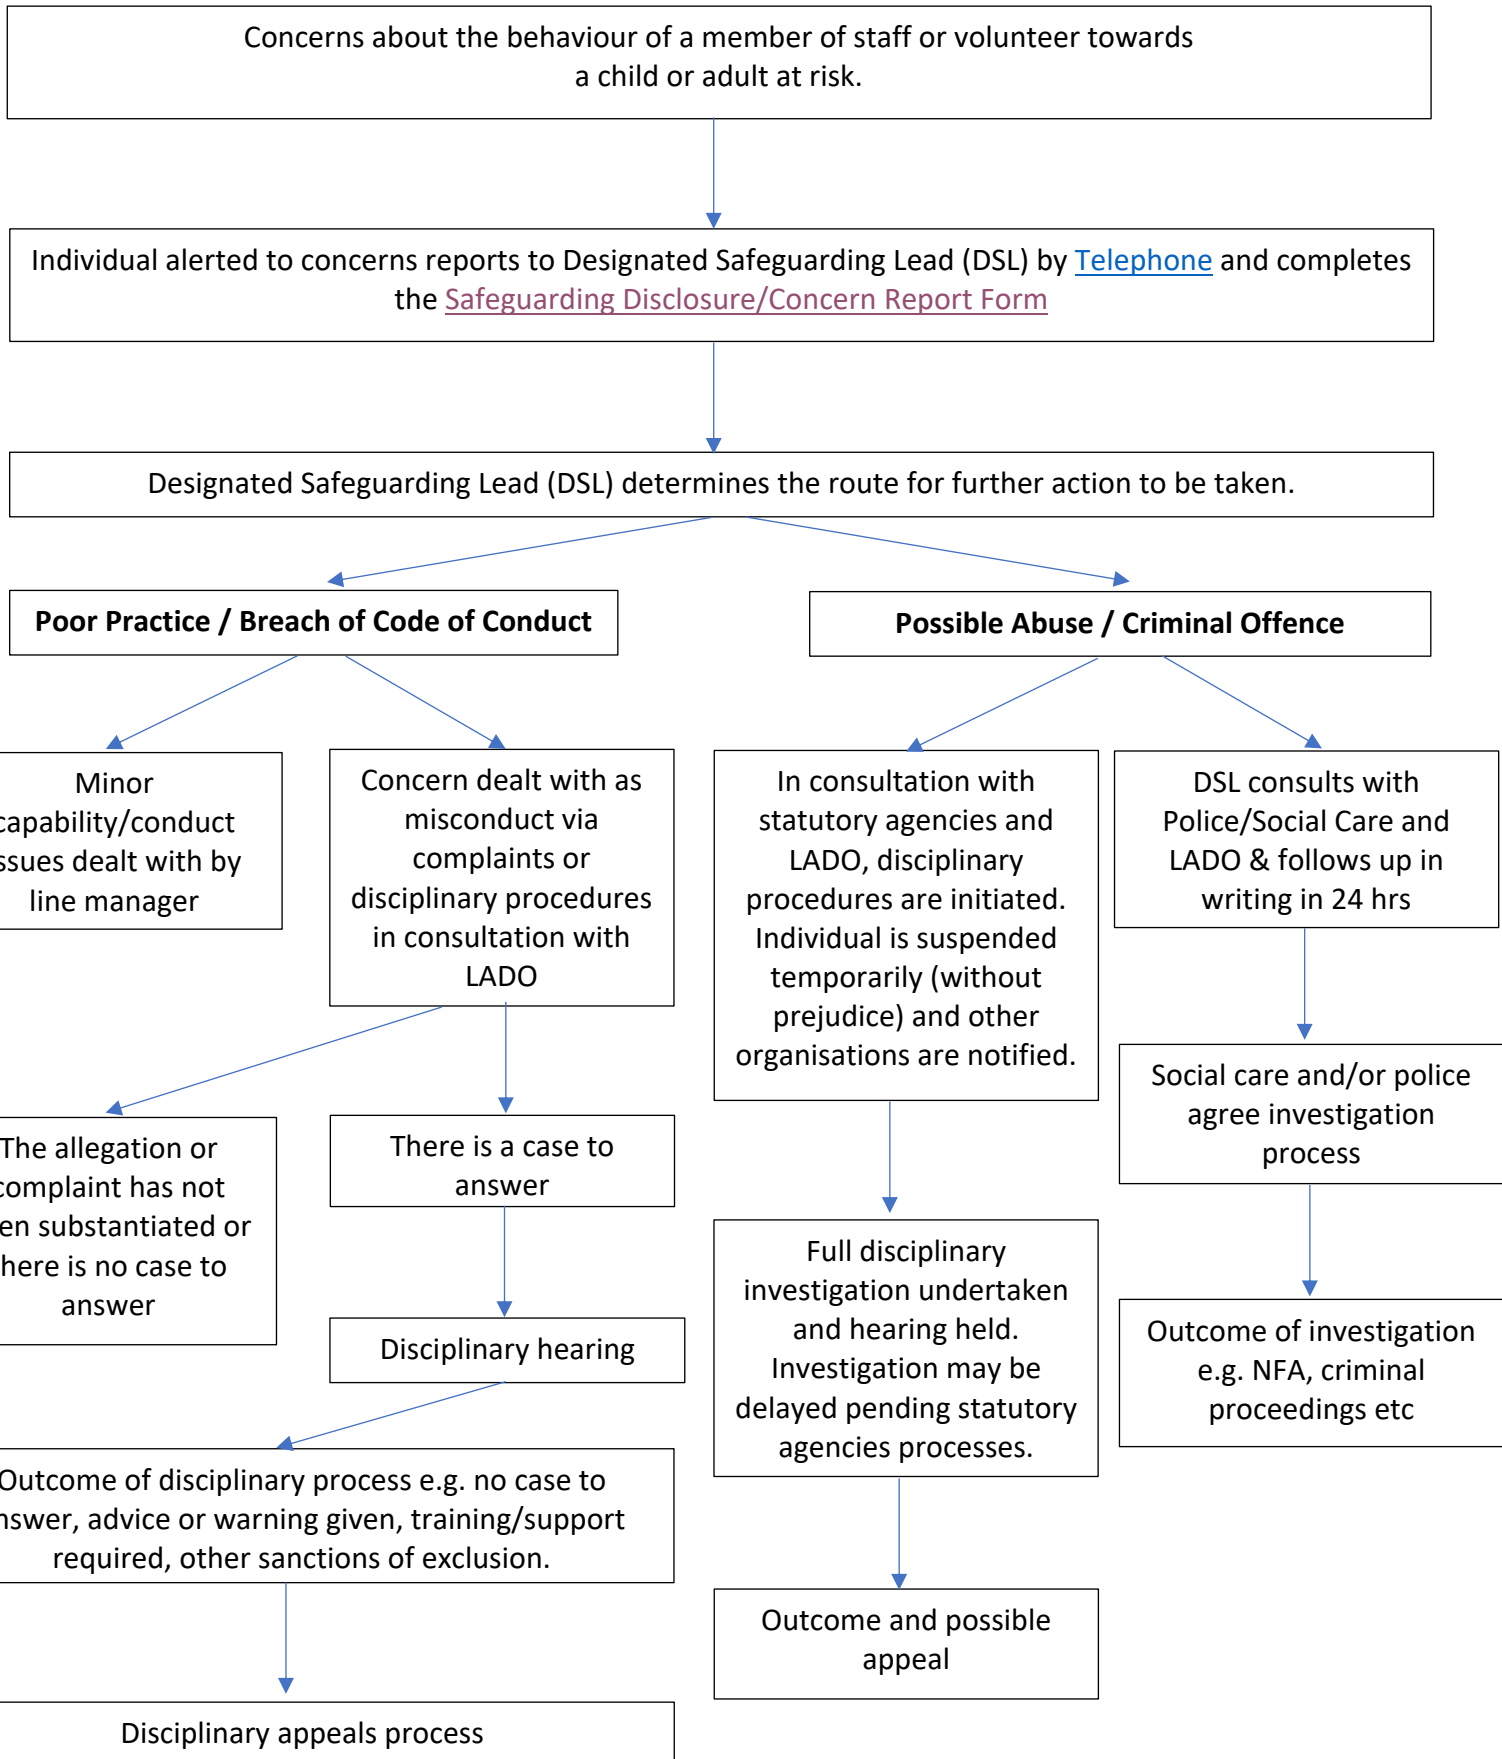 Concerns about the behaviour of a member of staff or volunteer towards
a child or adult at risk.
Individual alerted to concerns reports to Designated Safeguarding Lead (DSL) by Telephone and completes
the Safeguarding Disclosure/Concern Report Form
Designated Safeguarding Lead (DSL) determines the route for further action to be taken.
Poor Practice / Breach of Code of Conduct
Possible Abuse / Criminal Offence
Minor
capability/conduct
ssues dealt with by
line manager
Concern dealt with as
misconduct via
complaints or
disciplinary procedures
in consultation with
LADO
In consultation with
statutory agencies and
LADO, disciplinary
procedures are initiated.
Individual is suspended
temporarily (without
prejudice) and other
organisations are notified.
DSL consults with
Police/Social Care and
LADO & follows up in
writing in 24 hrs
The allegation or
complaint has not
en substantiated or
here is no case to
answer
There is a case to
answer
Social care and/or police
agree investigation
process
Full disciplinary
investigation undertaken
and hearing held.
Investigation may be
delayed pending statutory
agencies processes.
Disciplinary hearing
Outcome of investigation
e.g. NFA, criminal
proceedings etc
Outcome of disciplinary process e.g. no case to
nswer, advice or warning given, training/support
required, other sanctions of exclusion.
Outcome and possible
appeal
Disciplinary appeals process